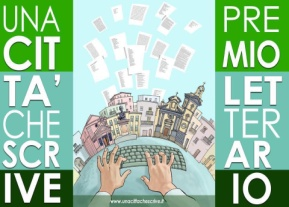 UNA
CIT
TA'
CHE
SCR
IVE
PRE
MIO
LET
TER
AR
IO
www.unacittachescrive.it